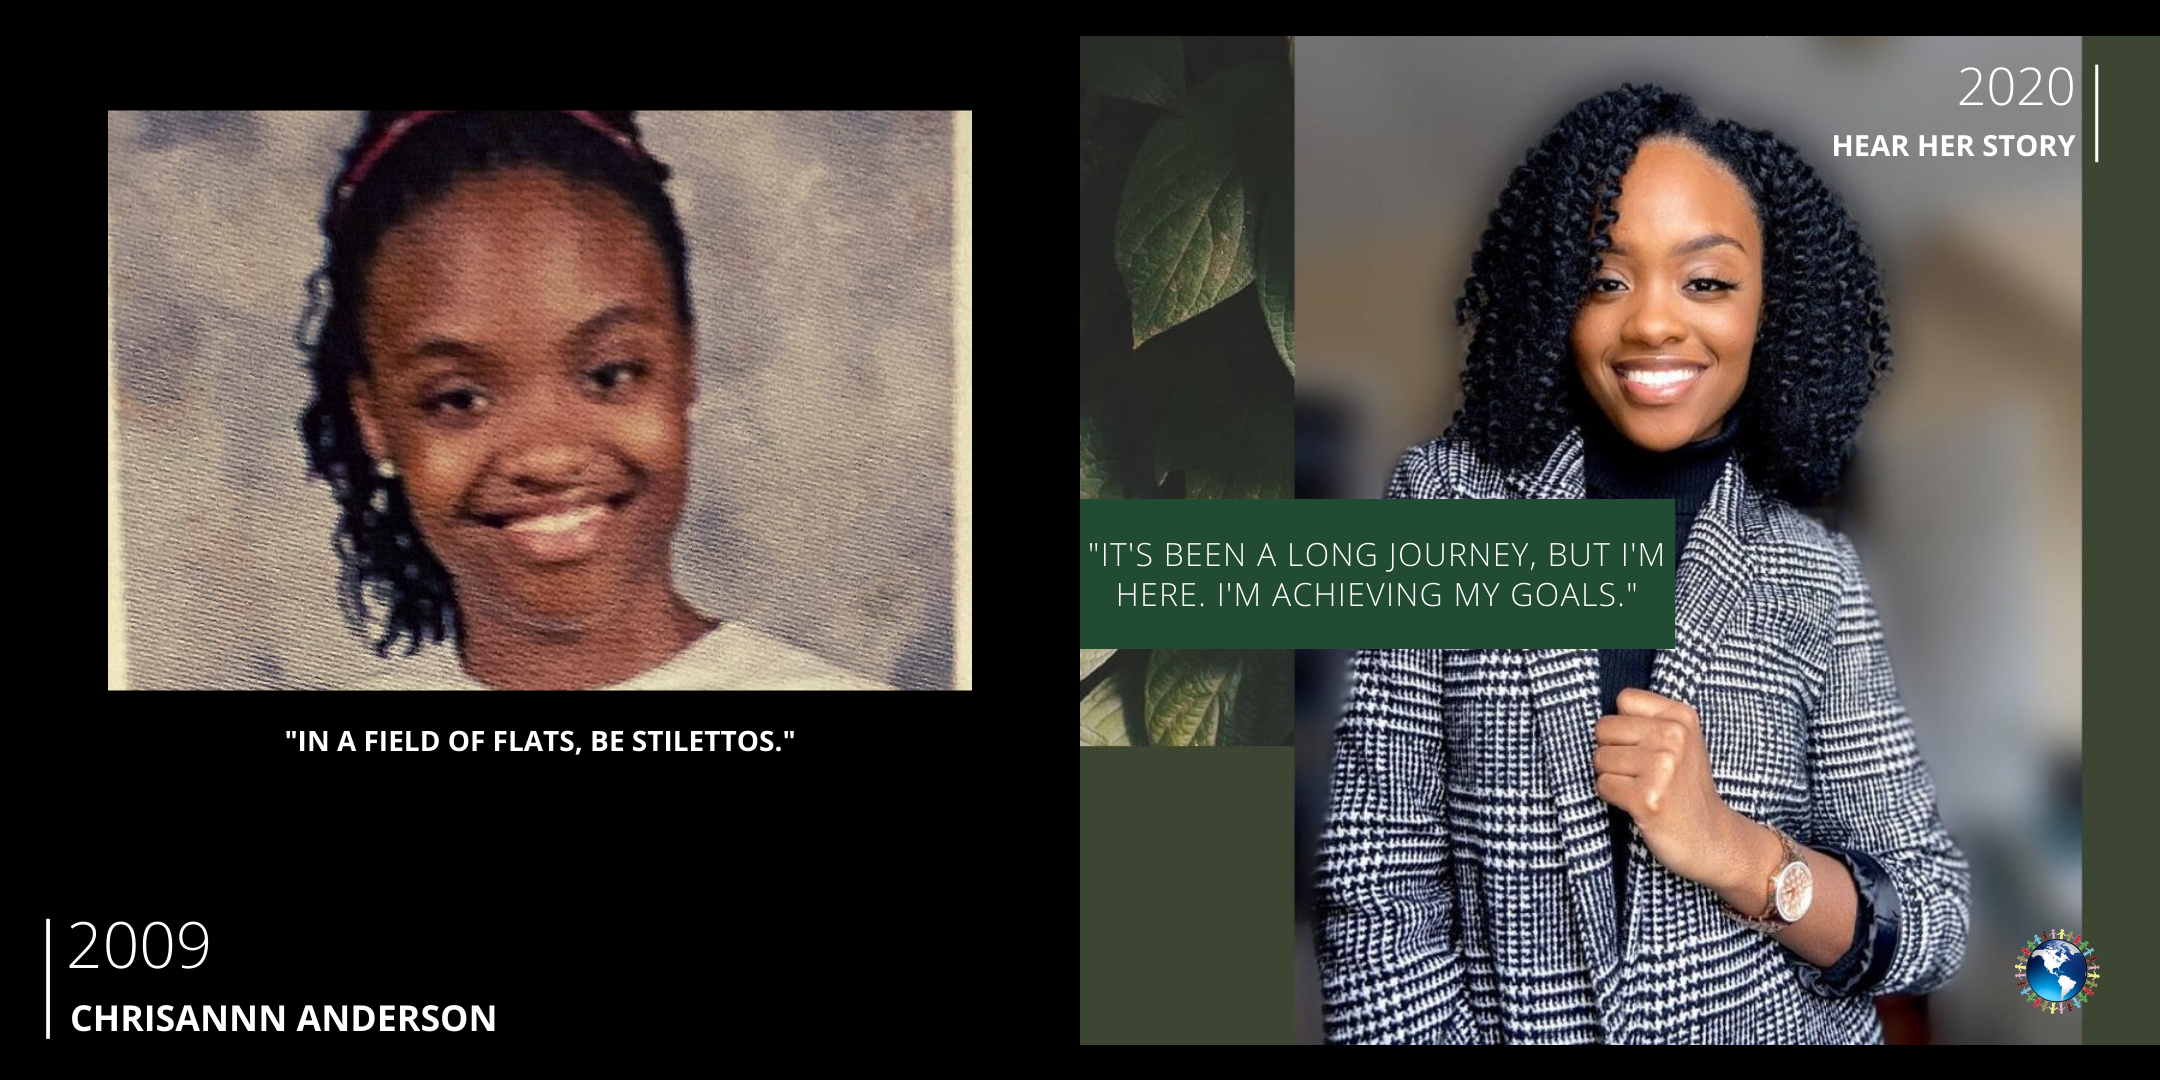 "IN A FIELD OF FLATS, BE STILETTOS."
2009
CHRISANNN ANDERSON
2020
HEAR HER STORY
"IT'S BEEN A LONG JOURNEY, BUT I'M
HERE. I'M ACHIEVING MY GOALS."